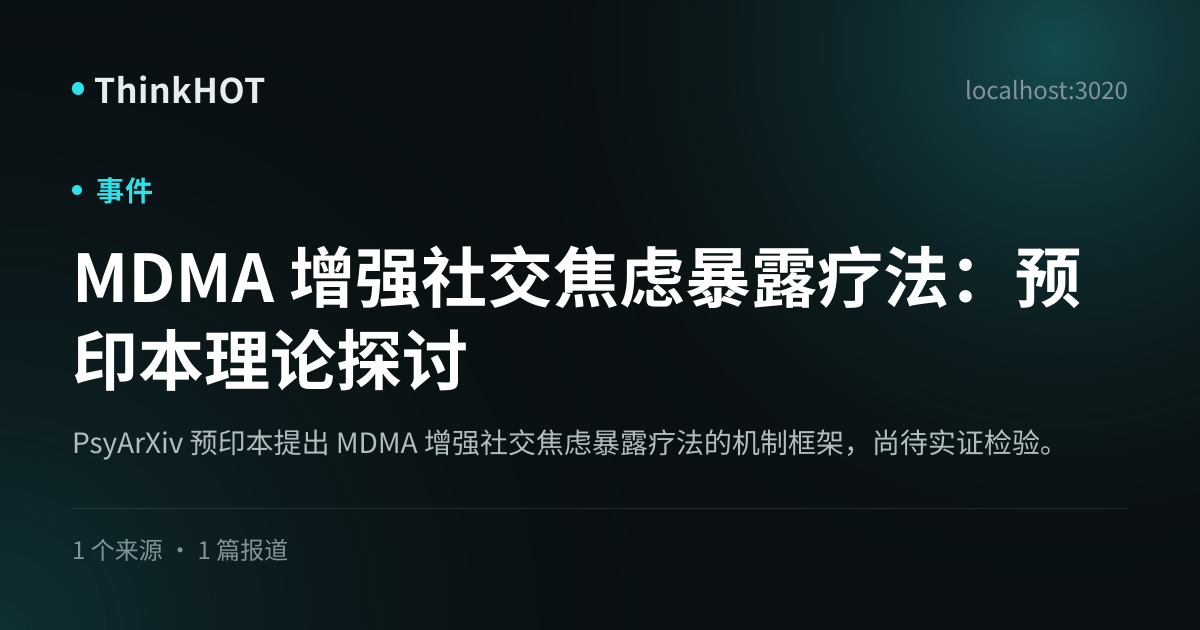 ThinkHOT
localhost:3020
事件
MDMA 增强社交焦虑暴露疗法：预
印本理论探讨
PsyArXiv 预印本提出 MDMA 增强社交焦虑暴露疗法的机制框架，尚待实证检验。
1 个来源 · 1 篇报道